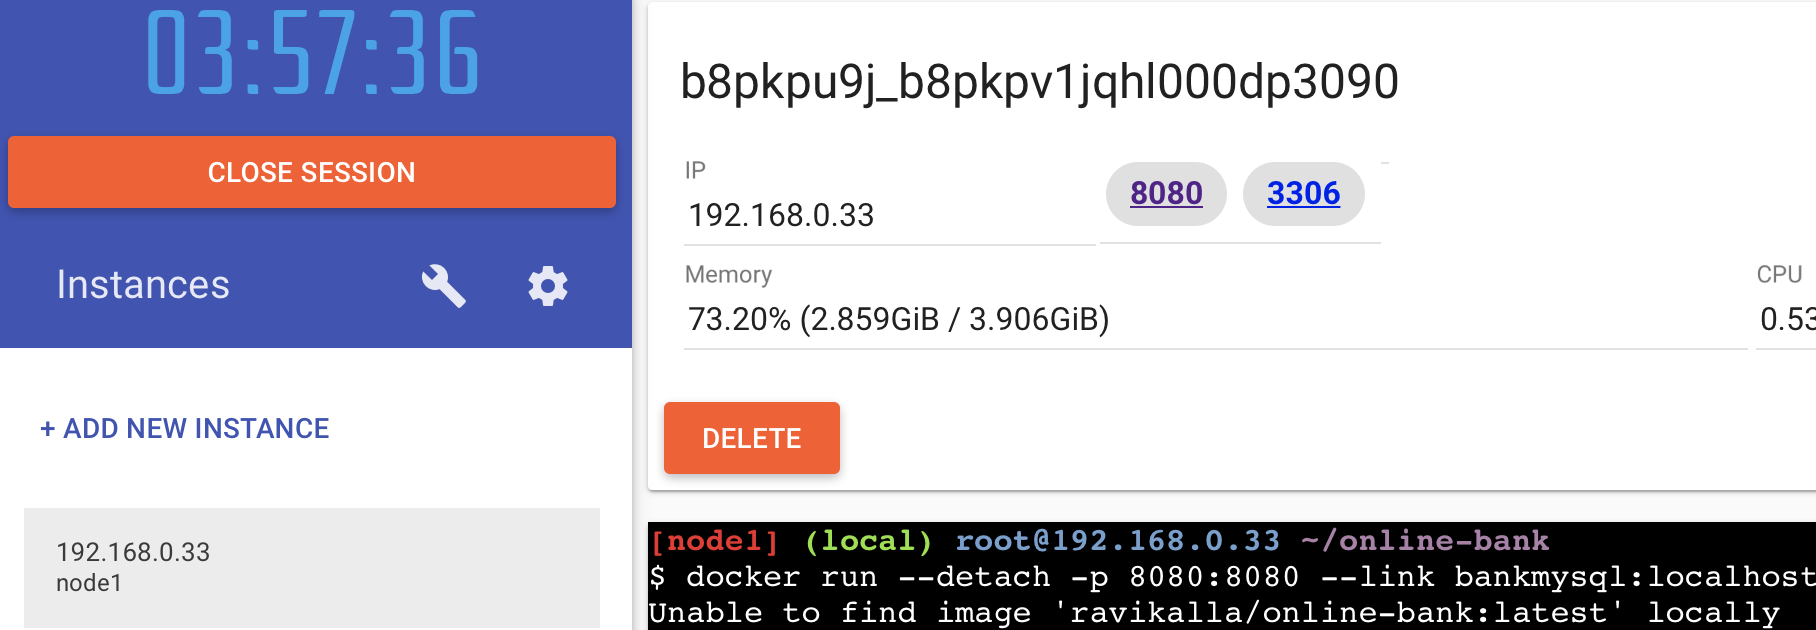 03:57:36
CLOSE SESSION
Instances
+ ADD NEW INSTANCE
192.168.0.33
node1
b8pkpu9j_b8pkpv1jqhl000dp3090
IP
192.168.0.33
8080 3306
Memory
73.20% (2.859GiB / 3.906GiB)
CPU
0.53
DELETE
[node1] (local) root@192.168.0.33 ~/online-bank
$ docker run --detach -p 8080:8080 --link bankmysql:localhost
Unable to find image 'ravikalla/online-bank:latest' locally